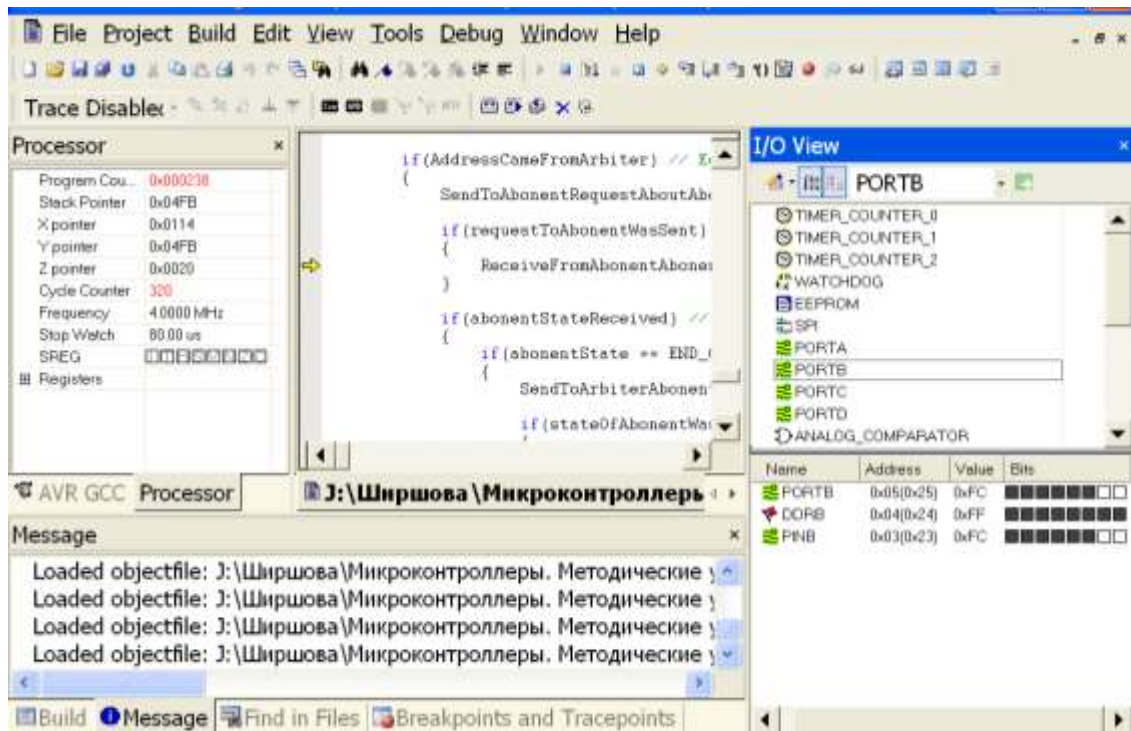 File Project Build Edit View Tools Debug Window Help
Trace Disabled
Processor
Program Cou... 0x000238
Stack Pointer 0x04FB
X pointer 0x0114
Y pointer 0x04FB
Z pointer 0x0020
Cycle Counter 320
Frequency 4.0000 MHz
Stop Watch 80.00 us
SREG
Registers
AVR GCC Processor
if(AddressCameFromArbiter) //
{
SendToAbonentRequestAboutAb
if(requestToAbonentWasSent)
{
ReceiveFromAbonentAbone
}
if(abonentStateReceived) //
{
if(abonentState == END_
{
SendToArbiterAbonen
if(stateOfAbonentWa
J:\Ширшова\Микроконтроллеры
I/O View
PORTB
TIMER_COUNTER_0
TIMER_COUNTER_1
TIMER_COUNTER_2
WATCHDOG
EEPROM
SPI
PORTA
PORTB
PORTC
PORTD
ANALOG_COMPARATOR
Name Address Value Bits
PORTB 0x05(0x25) 0xFC
DDRB 0x04(0x24) 0xFF
PINB 0x03(0x23) 0xFC
Message
Loaded objectfile: J:\Ширшова\Микроконтроллеры. Методические у
Loaded objectfile: J:\Ширшова\Микроконтроллеры. Методические у
Loaded objectfile: J:\Ширшова\Микроконтроллеры. Методические у
Loaded objectfile: J:\Ширшова\Микроконтроллеры. Методические у
Build Message Find in Files Breakpoints and Tracepoints